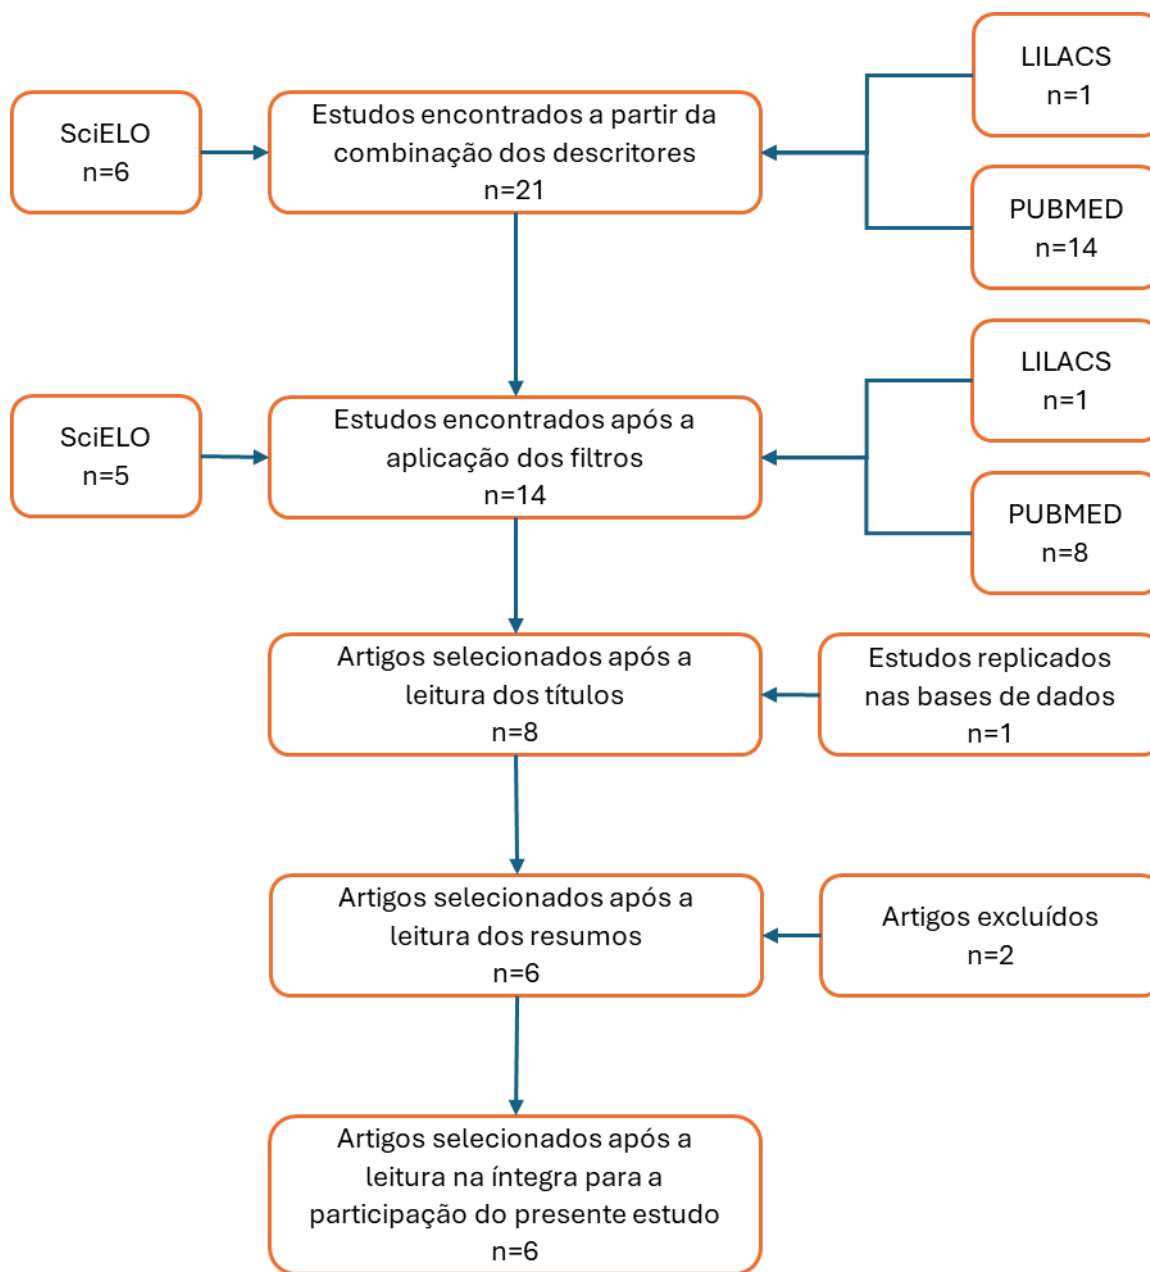 LILACS
n=1
SciELO
n=6
Estudos encontrados a partir da
combinação dos descritores
n=21
PUBMED
n=14
LILACS
n=1
SciELO
n=5
Estudos encontrados após a
aplicação dos filtros
n=14
PUBMED
n=8
Artigos selecionados após a
leitura dos títulos
n=8
Estudos replicados
nas bases de dados
n=1
Artigos selecionados após a
leitura dos resumos
n=6
Artigos excluídos
n=2
Artigos selecionados após a
leitura na íntegra para a
participação do presente estudo
n=6